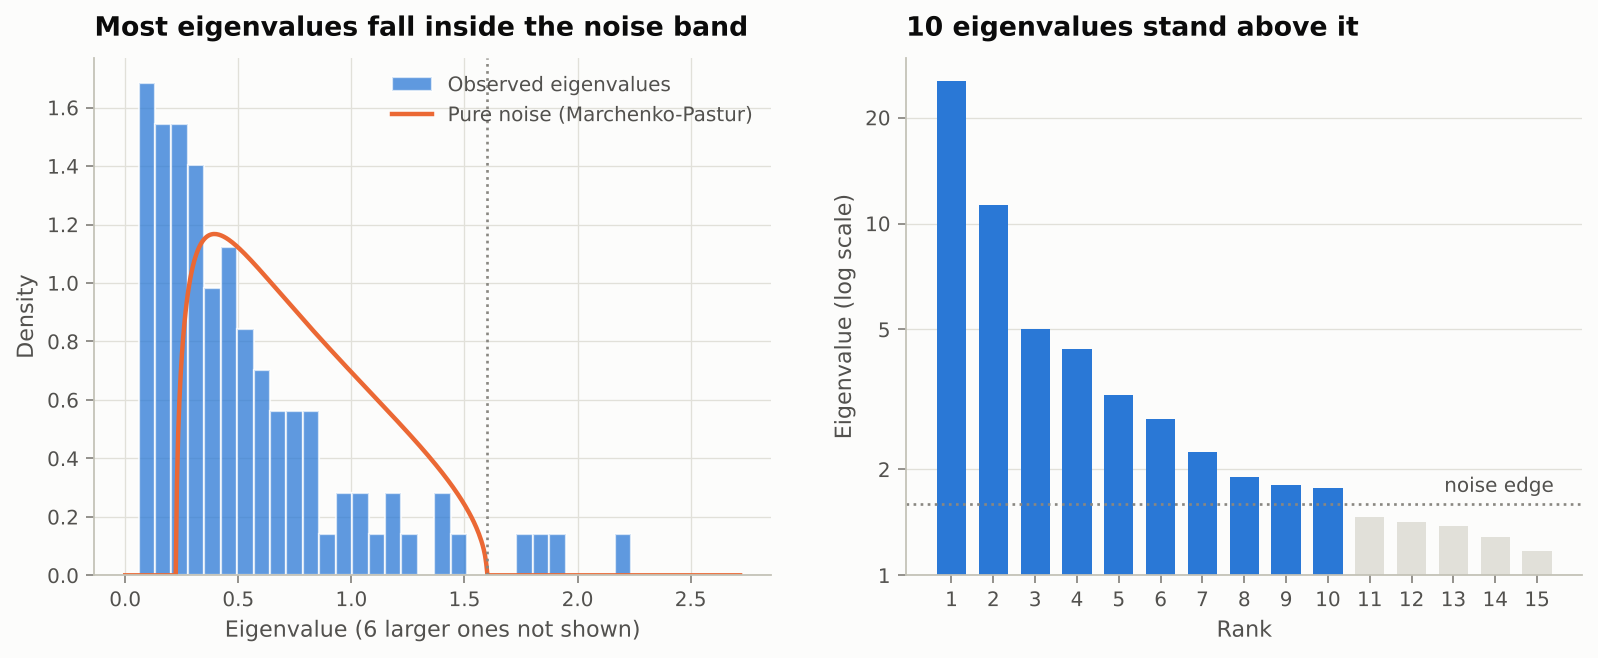 Most eigenvalues fall inside the noise band
Observed eigenvalues
Pure noise (Marchenko-Pastur)
Density
1.6
1.4
1.2
1.0
0.8
0.6
0.4
0.2
0.0
0.0 0.5 1.0 1.5 2.0 2.5
Eigenvalue (6 larger ones not shown)
10 eigenvalues stand above it
Eigenvalue (log scale)
20
10
5
2
1
noise edge
1 2 3 4 5 6 7 8 9 10 11 12 13 14 15
Rank